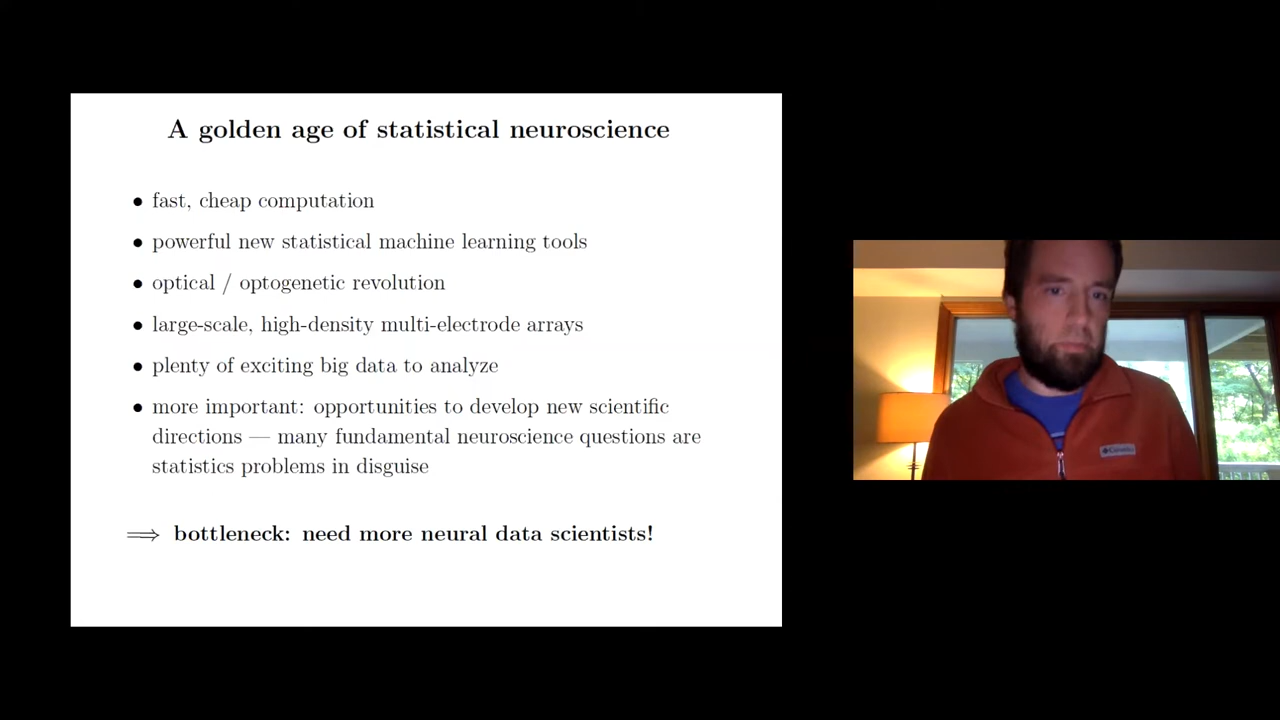 A golden age of statistical neuroscience
• fast, cheap computation
• powerful new statistical machine learning tools
• optical / optogenetic revolution
• large-scale, high-density multi-electrode arrays
• plenty of exciting big data to analyze
• more important: opportunities to develop new scientific
directions — many fundamental neuroscience questions are
statistics problems in disguise
⟹ bottleneck: need more neural data scientists!
Columbia